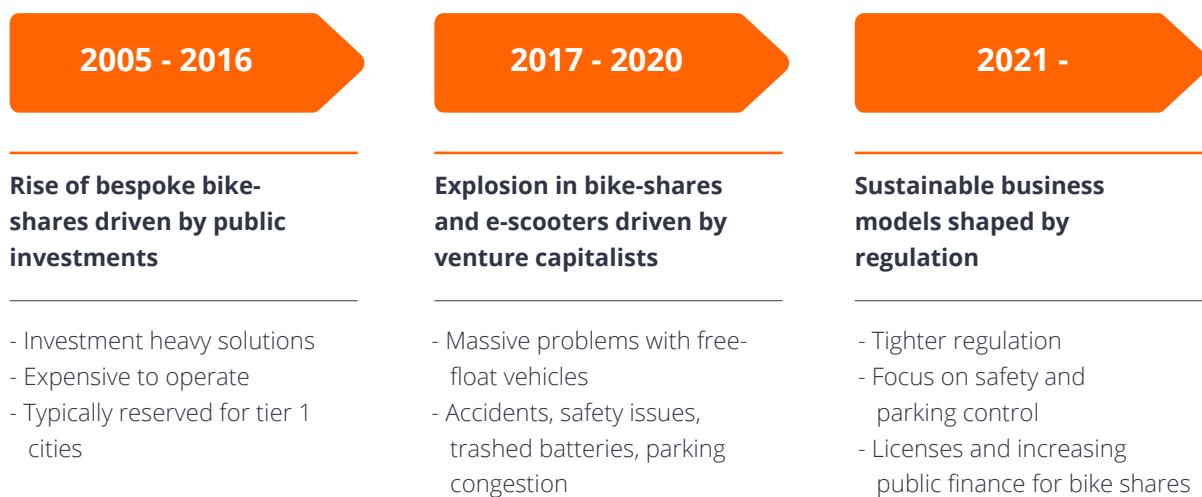 2005 - 2016
Rise of bespoke bike-
shares driven by public
investments
- Investment heavy solutions
- Expensive to operate
- Typically reserved for tier 1
cities
2017 - 2020
Explosion in bike-shares
and e-scooters driven by
venture capitalists
- Massive problems with free-
float vehicles
- Accidents, safety issues,
trashed batteries, parking
congestion
2021 -
Sustainable business
models shaped by
regulation
- Tighter regulation
- Focus on safety and
parking control
- Licenses and increasing
public finance for bike shares